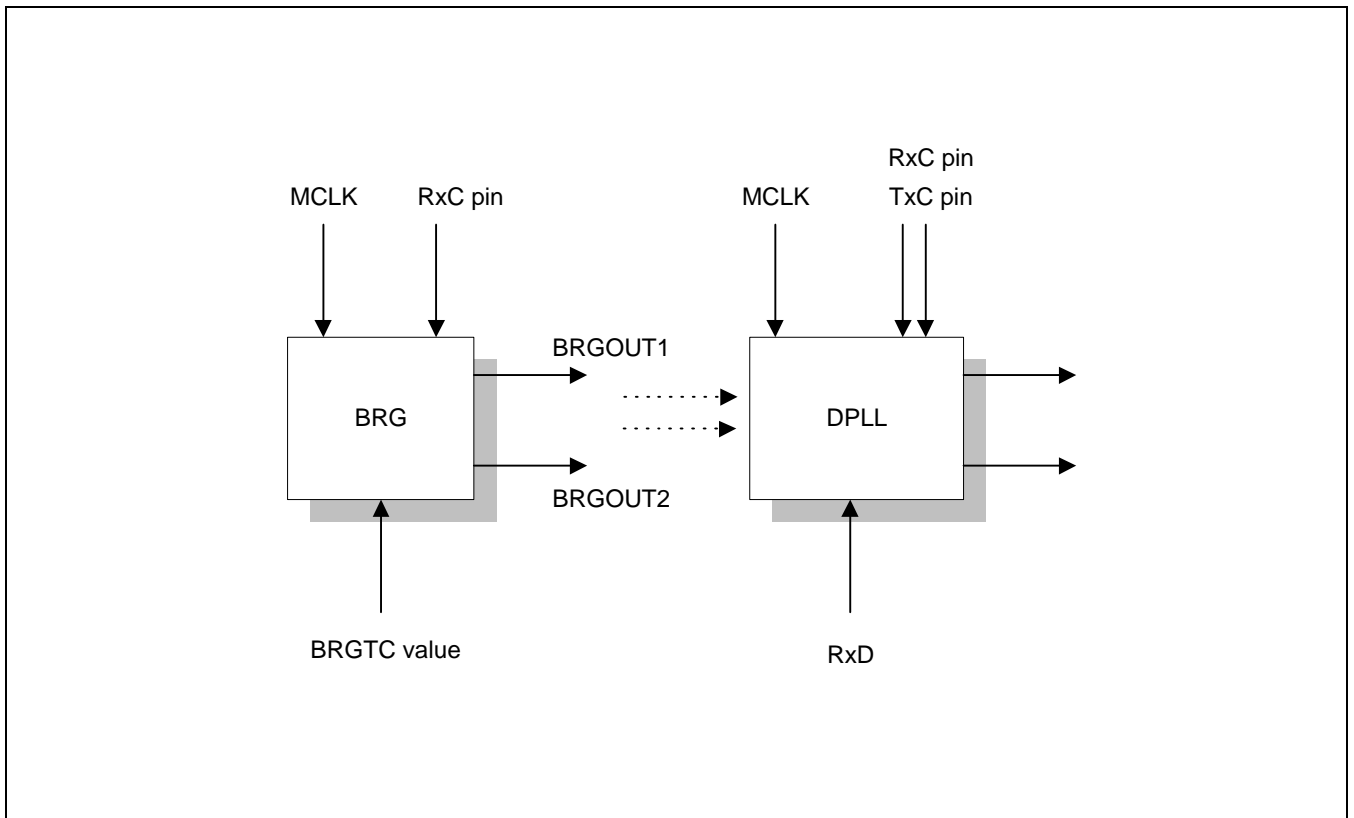 RxC pin
MCLK RxC pin MCLK TxC pin
BRGOUT1
BRG DPLL
BRGOUT2
BRGTC value RxD